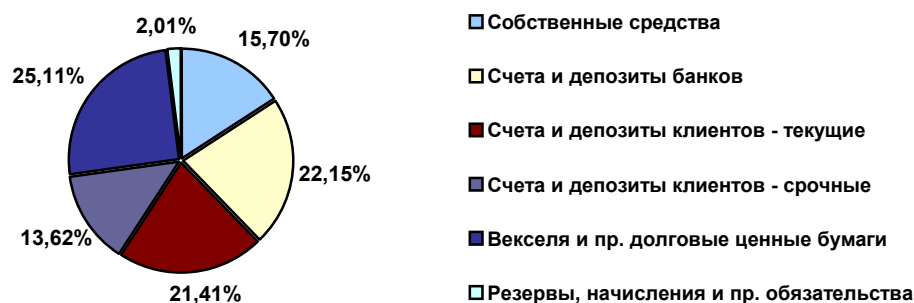 2,01%
15,70%
25,11%
22,15%
13,62%
21,41%
Собственные средства
Счета и депозиты банков
Счета и депозиты клиентов - текущие
Счета и депозиты клиентов - срочные
Векселя и пр. долговые ценные бумаги
Резервы, начисления и пр. обязательства